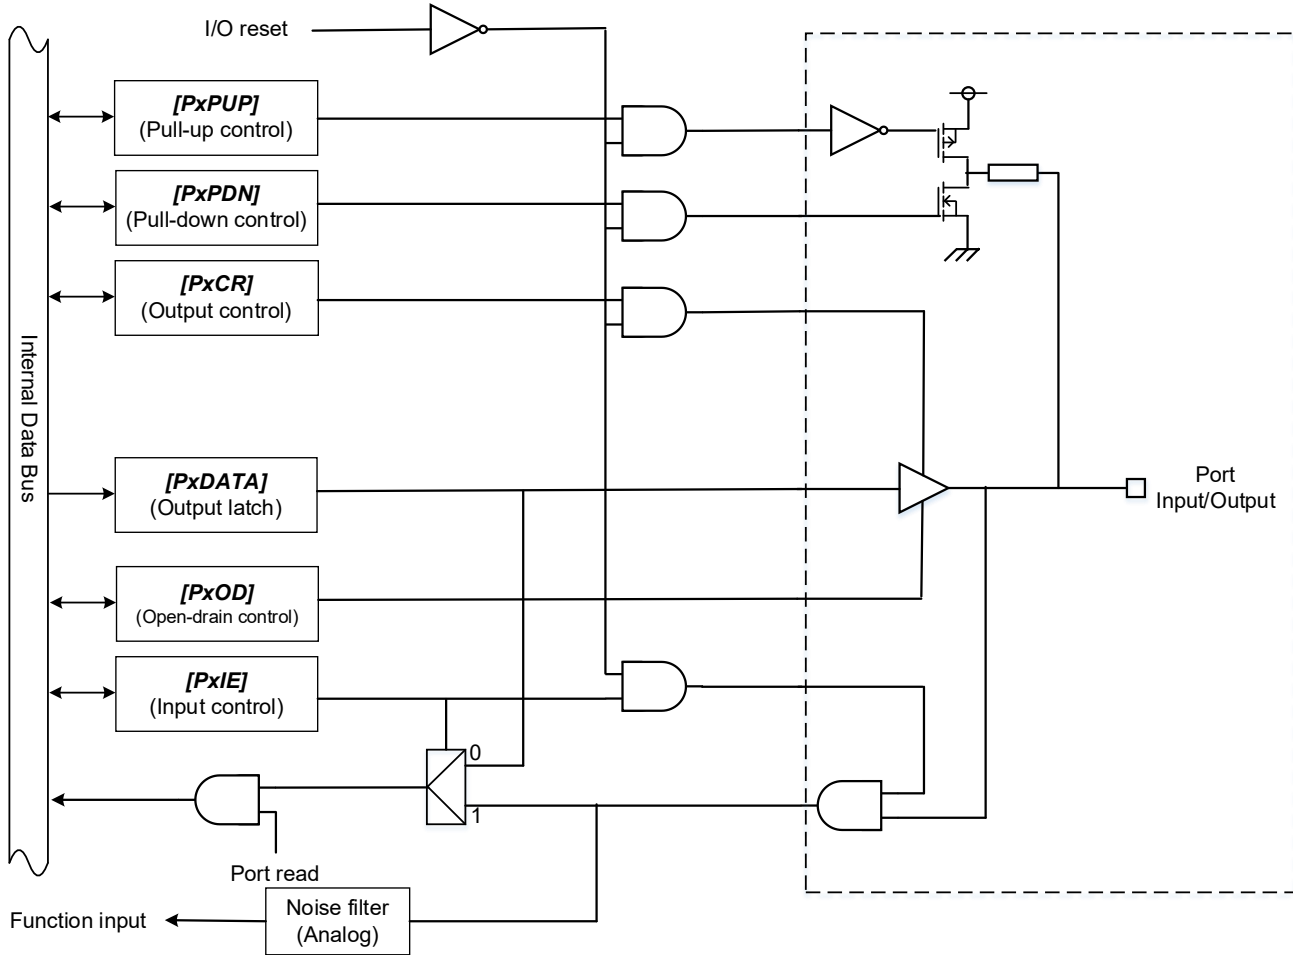 I/O reset
[PxPUP]
(Pull-up control)
[PxPDN]
(Pull-down control)
[PxCR]
(Output control)
Internal Data Bus
[PxDATA]
(Output latch)
Port
Input/Output
[PxOD]
(Open-drain control)
[PxIE]
(Input control)
0
1
Port read
Noise filter
(Analog)
Function input